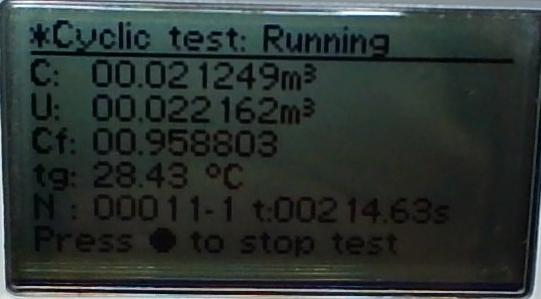 *Cyclic test: Running
C: 00.021249m³
U: 00.022162m³
Cf: 00.958803
tg: 28.43 °C
N : 00011-1 t:00214.63s
Press ● to stop test